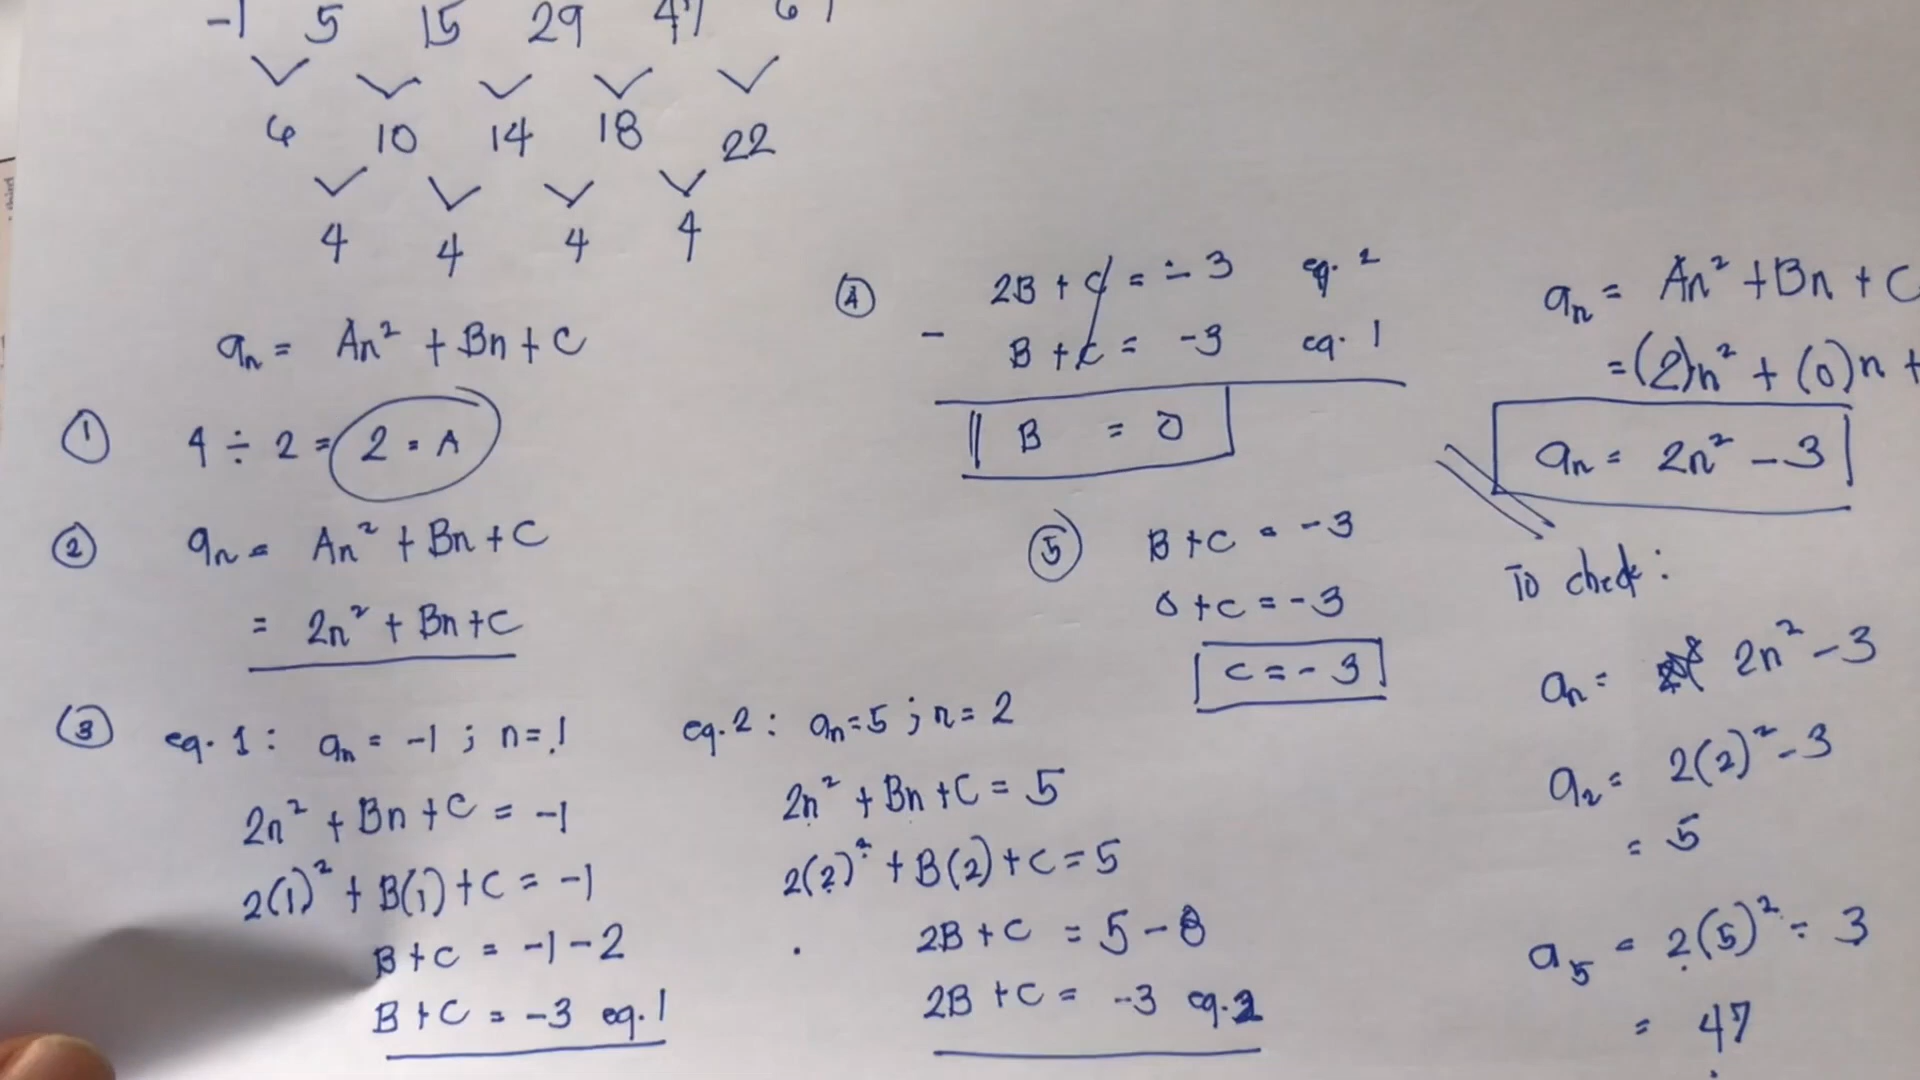 -1 5 15 29 47
6 10 14 18 22
4 4 4 4
an = An² + Bn + C
① 4 ÷ 2 = 2 = A
② an = An² + Bn + C
= 2n² + Bn + C
③ eq. 1: an = -1 ; n = 1
2n² + Bn + C = -1
2(1)² + B(1) + C = -1
B + C = -1 - 2
B + C = -3 eq. 1
eq. 2: an = 5 ; n = 2
2n² + Bn + C = 5
2(2)² + B(2) + C = 5
2B + C = 5 - 8
2B + C = -3 eq. 2
④ 2B + C = -3 eq. 2
- B + C = -3 eq. 1
B = 0
⑤ B + C = -3
0 + C = -3
C = -3
an = An² + Bn + C
= (2)n² + (0)n +
an = 2n² - 3
To check:
an = 2n² - 3
a2 = 2(2)² - 3
= 5
a5 = 2(5)² - 3
= 47